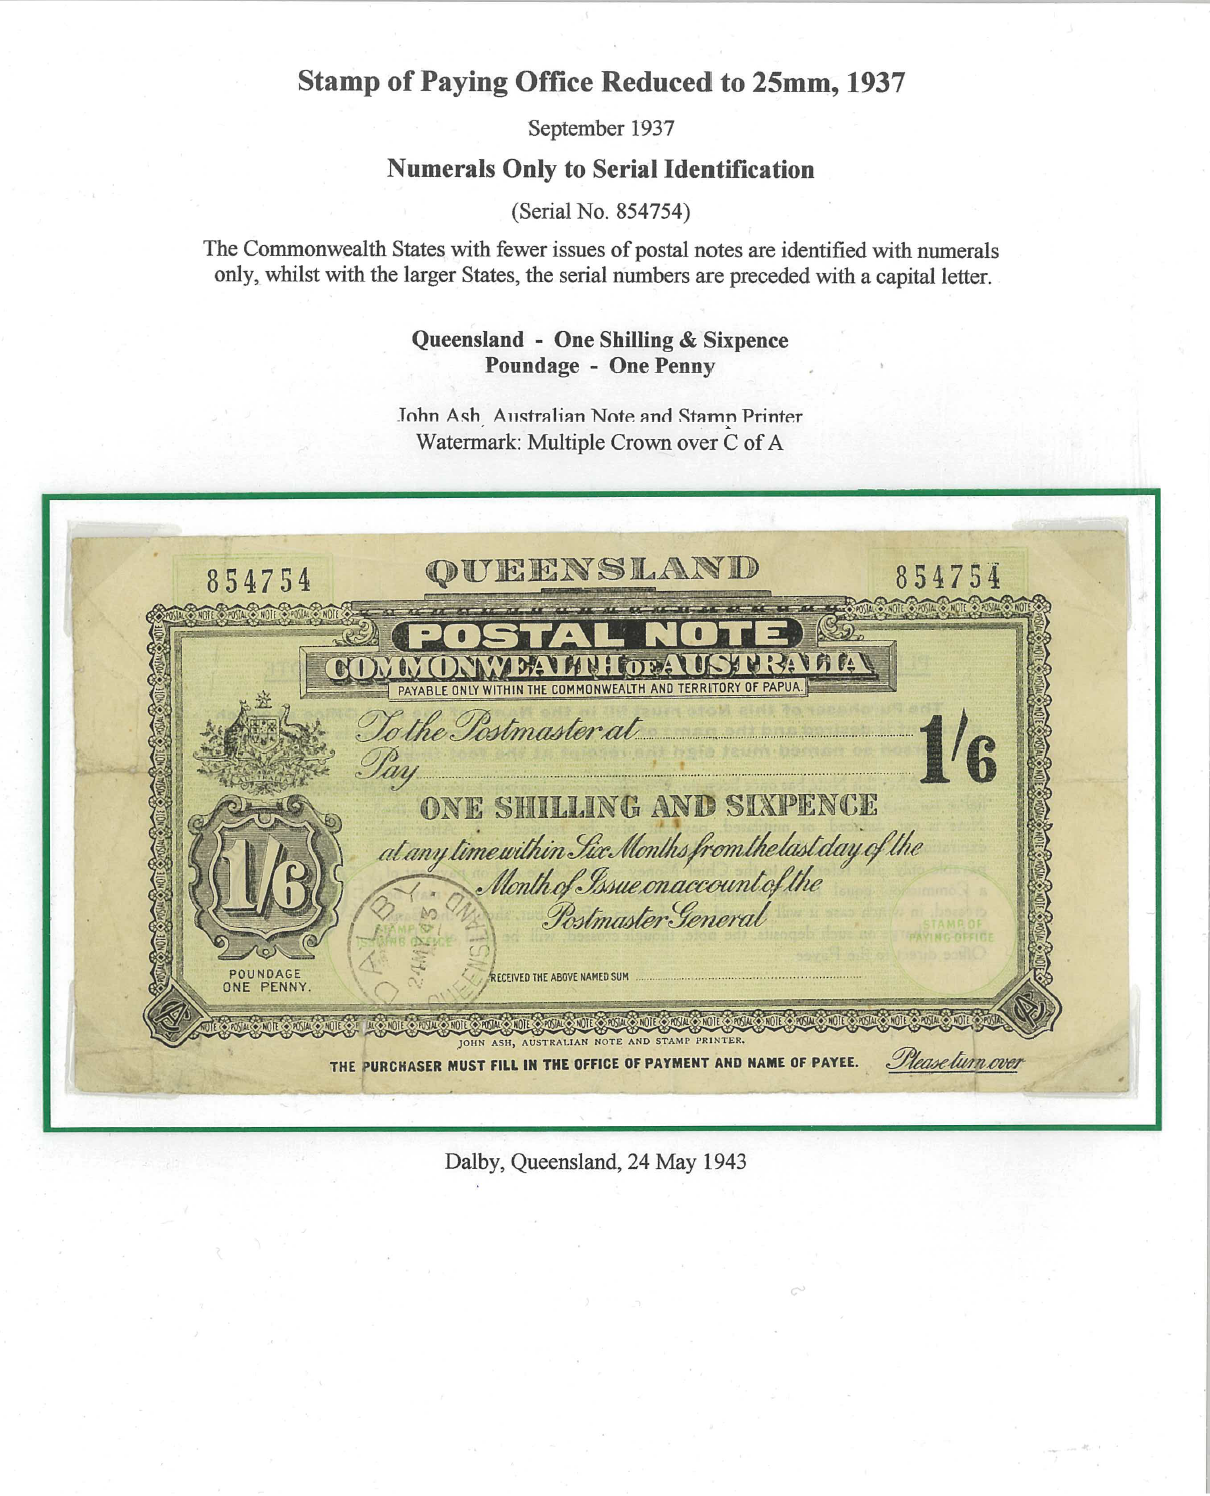 Stamp of Paying Office Reduced to 25mm, 1937
September 1937
Numerals Only to Serial Identification
(Serial No. 854754)
The Commonwealth States with fewer issues of postal notes are identified with numerals
only, whilst with the larger States, the serial numbers are preceded with a capital letter.
Queensland - One Shilling & Sixpence
Poundage - One Penny
John Ash, Australian Note and Stamp Printer
Watermark: Multiple Crown over C of A
854754 QUEENSLAND 854754
POSTAL NOTE
COMMONWEALTH OF AUSTRALIA
PAYABLE ONLY WITHIN THE COMMONWEALTH AND TERRITORY OF PAPUA.
To the Postmaster at
1/6
Pay
ONE SHILLING AND SIXPENCE
1/6
at any time within Six Months from the last day of the
Month of Issue on account of the
Postmaster General
DALBY
24 MY 43
QUEENSLAND
STAMP OF
PAYING OFFICE
STAMP OF
PAYING OFFICE
POUNDAGE
ONE PENNY.
RECEIVED THE ABOVE NAMED SUM
JOHN ASH, AUSTRALIAN NOTE AND STAMP PRINTER.
THE PURCHASER MUST FILL IN THE OFFICE OF PAYMENT AND NAME OF PAYEE. Please turn over
Dalby, Queensland, 24 May 1943